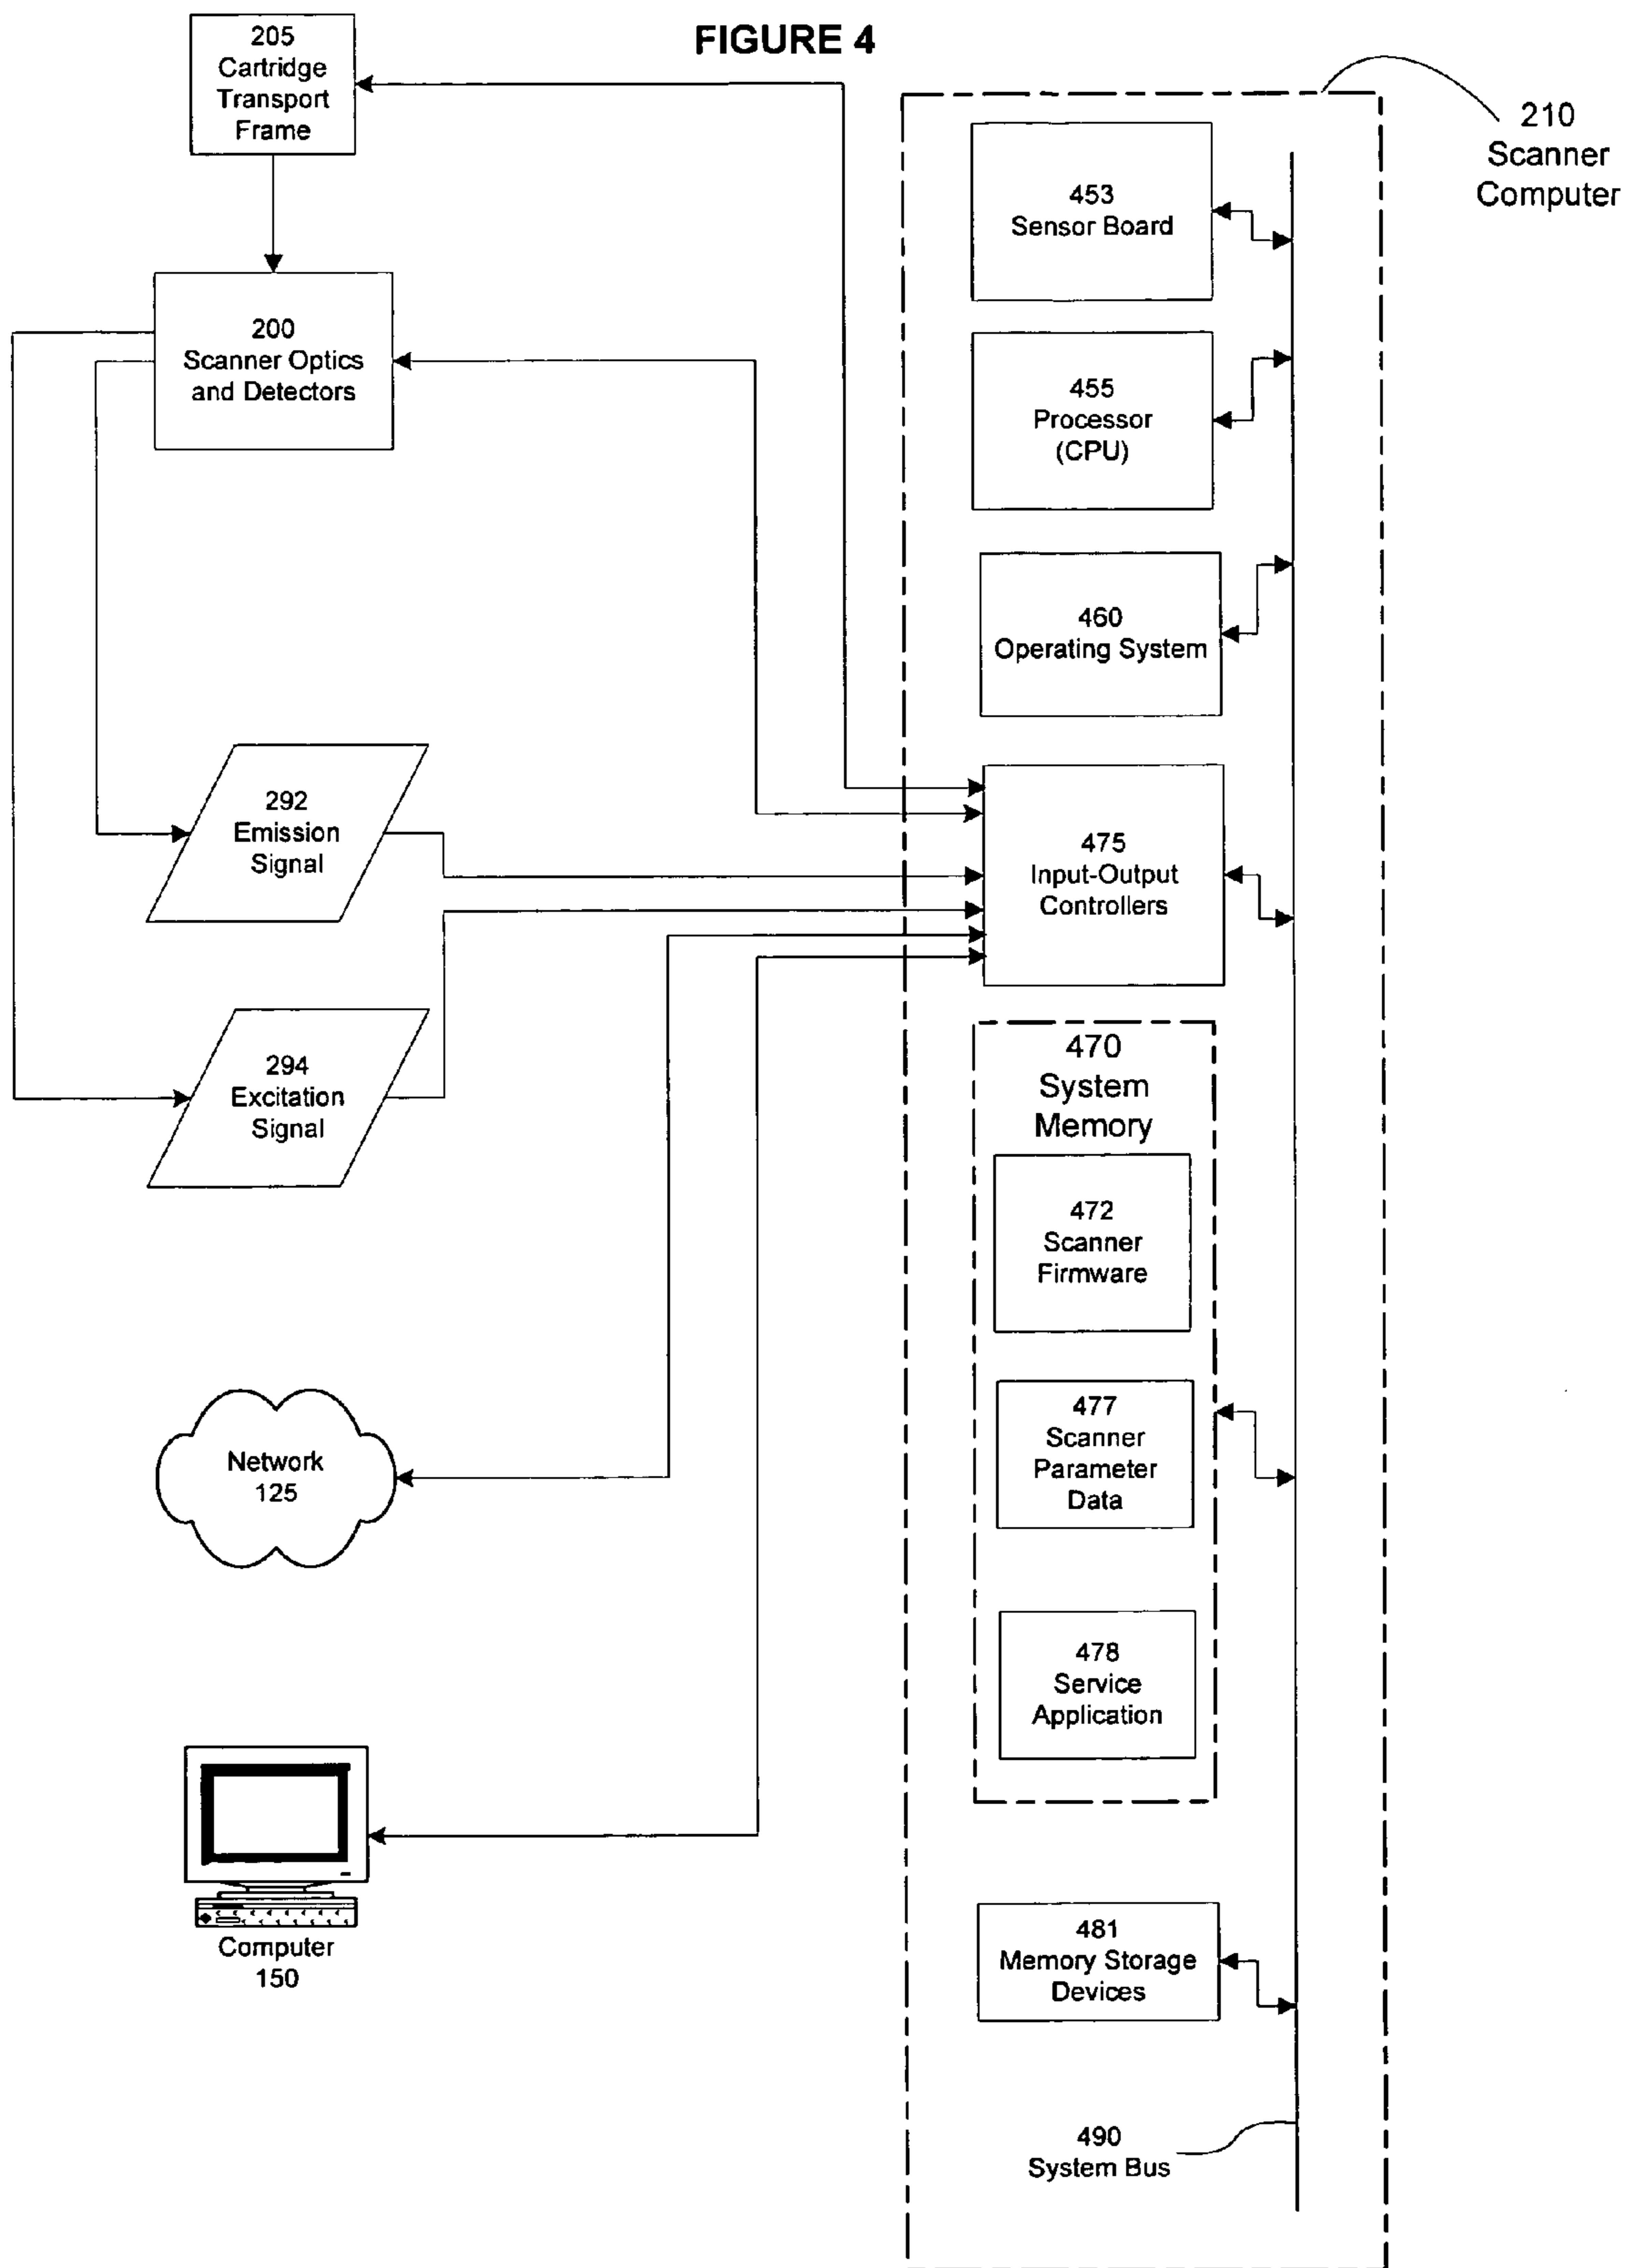 FIGURE 4
205
Cartridge
Transport
Frame
210
Scanner
Computer
453
Sensor Board
200
Scanner Optics
and Detectors
455
Processor
(CPU)
460
Operating System
292
Emission
Signal
475
Input-Output
Controllers
294
Excitation
Signal
470
System
Memory
472
Scanner
Firmware
Network
125
477
Scanner
Parameter
Data
478
Service
Application
Computer
150
481
Memory Storage
Devices
490
System Bus